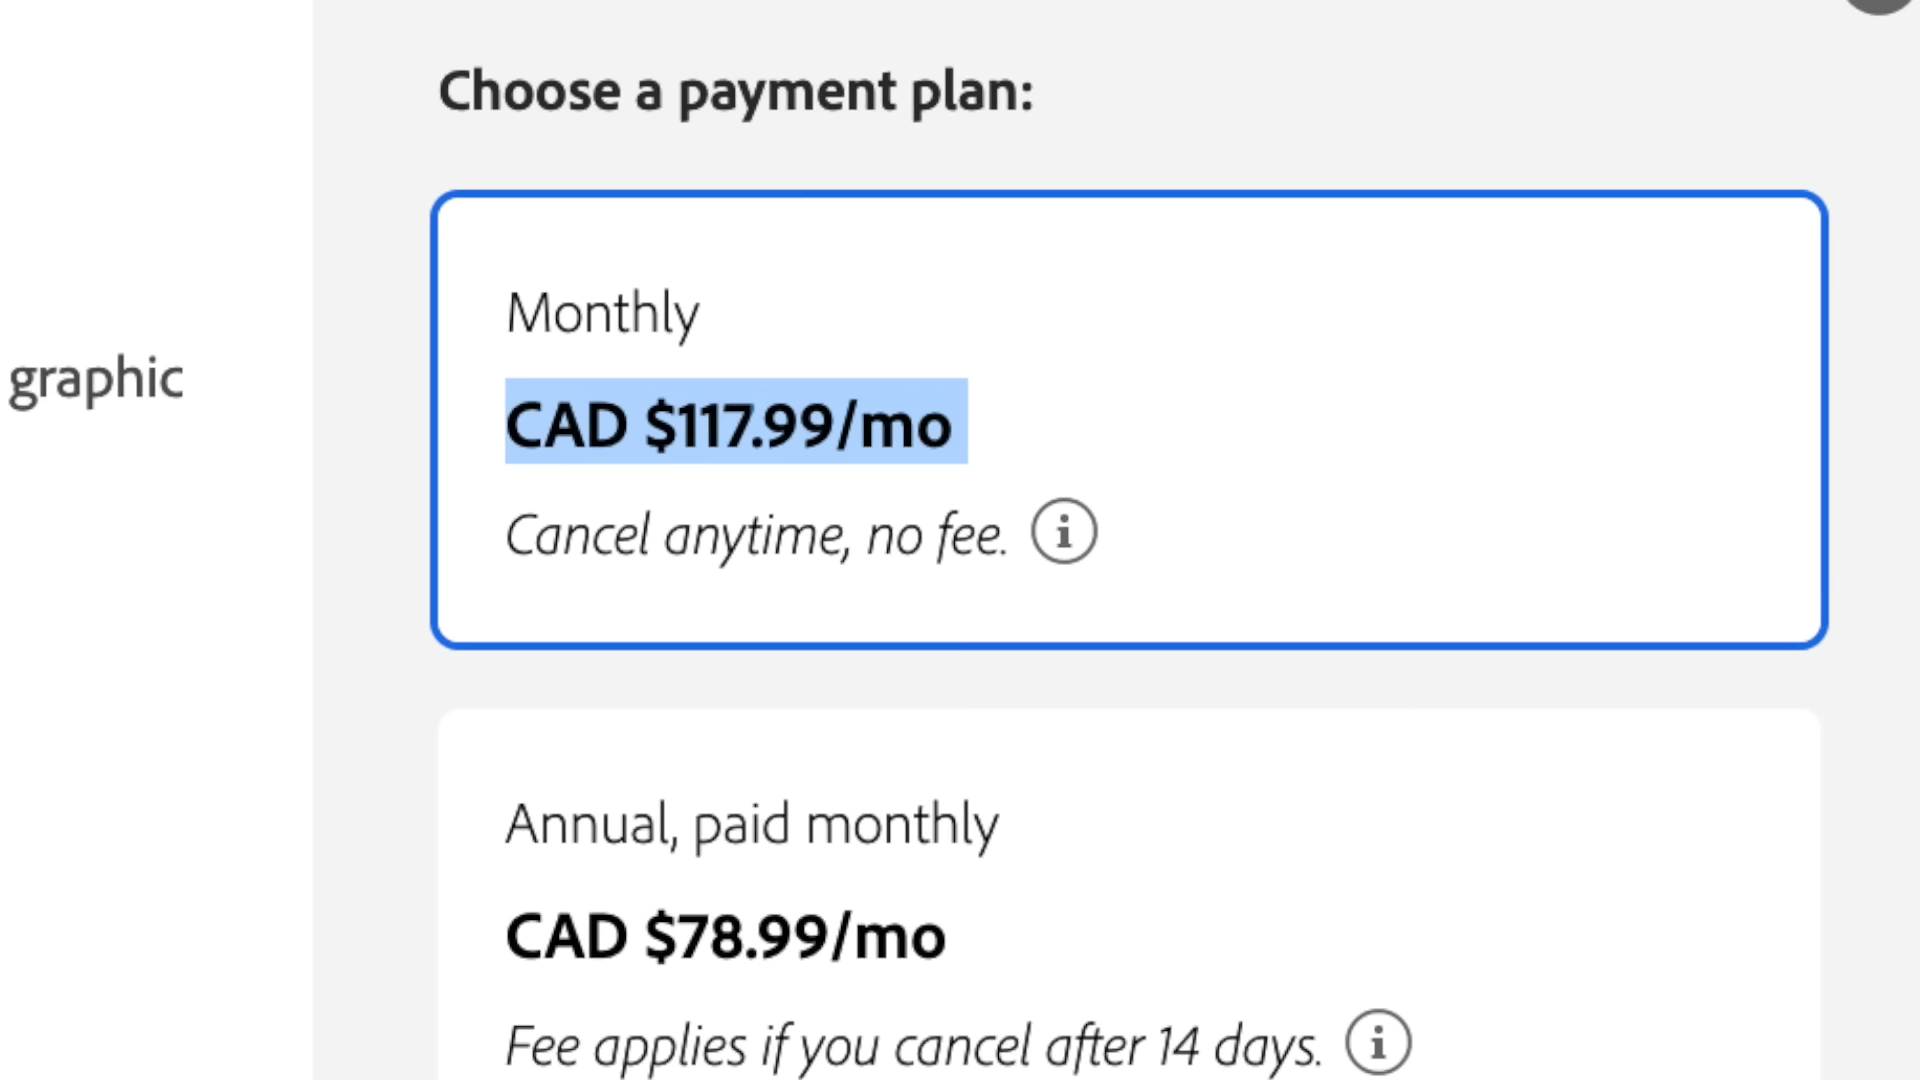 graphic
Choose a payment plan:
Monthly
CAD $117.99/mo
Cancel anytime, no fee.
Annual, paid monthly
CAD $78.99/mo
Fee applies if you cancel after 14 days.